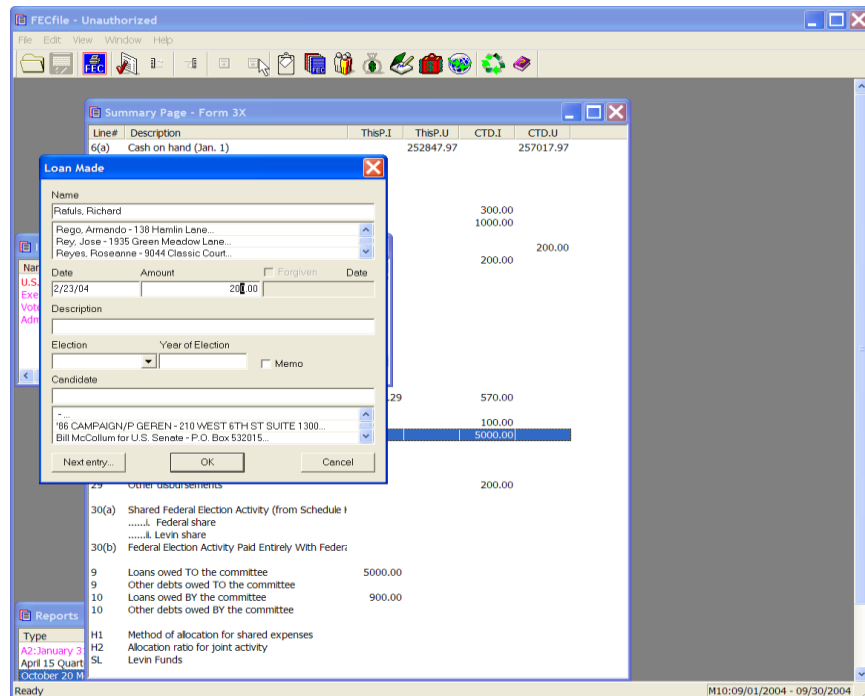 FECfile - Unauthorized
File Edit View Window Help
FEC
Summary Page - Form 3X
Line# Description ThisP.I ThisP.U CTD.I CTD.U
6(a) Cash on hand (Jan. 1) 252847.97 257017.97
Loan Made
Name
Rafuls, Richard
300.00
Rego, Armando - 138 Hamlin Lane...
1000.00
Rey, Jose - 1935 Green Meadow Lane...
Reyes, Roseanne - 9044 Classic Court...
200.00
200.00
Date Amount Forgiven Date
2/23/04 200.00
U.S.
Exe
Vote
Adm
Description
Election Year of Election
Memo
Candidate
.29 570.00
- ...
'86 CAMPAIGN/P GEREN - 210 WEST 6TH ST SUITE 1300...
100.00
Bill McCollum for U.S. Senate - P.O. Box 532015...
5000.00
Next entry... OK Cancel
29 Other disbursements 200.00
30(a) Shared Federal Election Activity (from Schedule H
......i. Federal share
......ii. Levin share
30(b) Federal Election Activity Paid Entirely With Federa
9 Loans owed TO the committee 5000.00
9 Other debts owed TO the committee
10 Loans owed BY the committee 900.00
10 Other debts owed BY the committee
H1 Method of allocation for shared expenses
H2 Allocation ratio for joint activity
SL Levin Funds
Reports
Type
A2:January 3
April 15 Quart
October 20 M
Ready M10:09/01/2004 - 09/30/2004